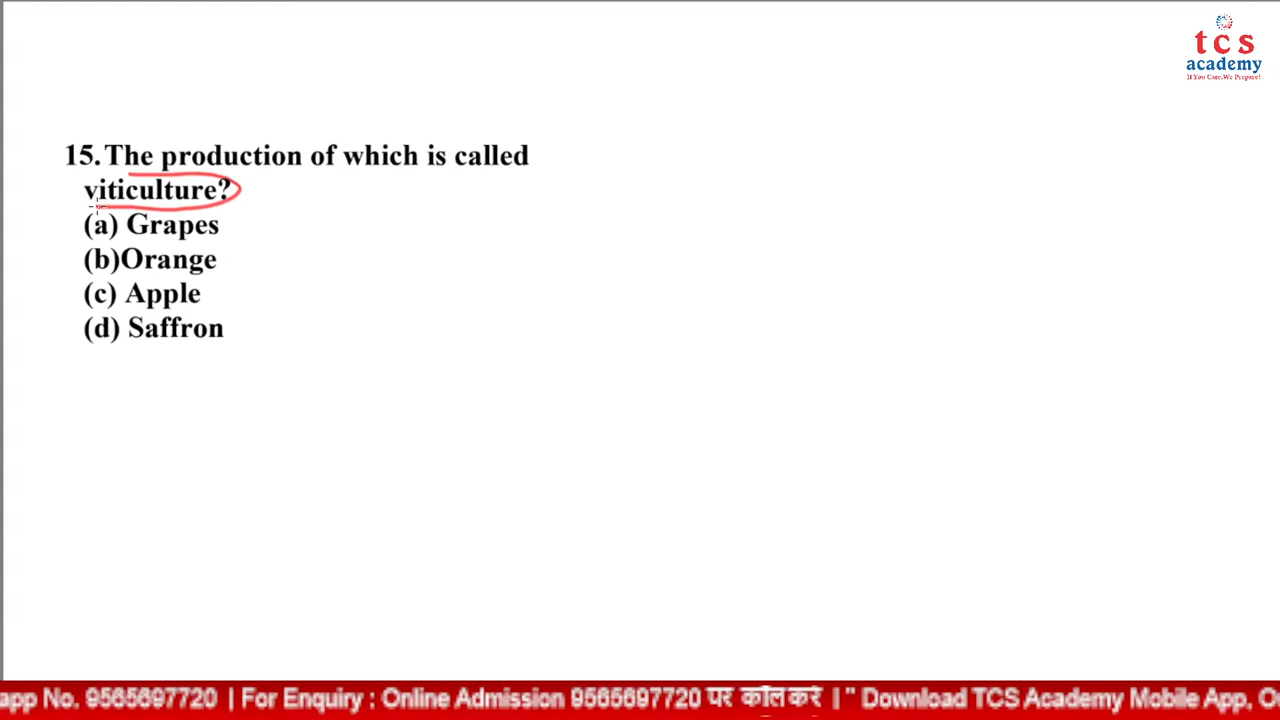 tcs
academy
If You Care,We Prepare!
15. The production of which is called
viticulture?
(a) Grapes
(b)Orange
(c) Apple
(d) Saffron
app No. 9565697720 | For Enquiry : Online Admission 9565697720 पर कॉल करें | " Download TCS Academy Mobile App,